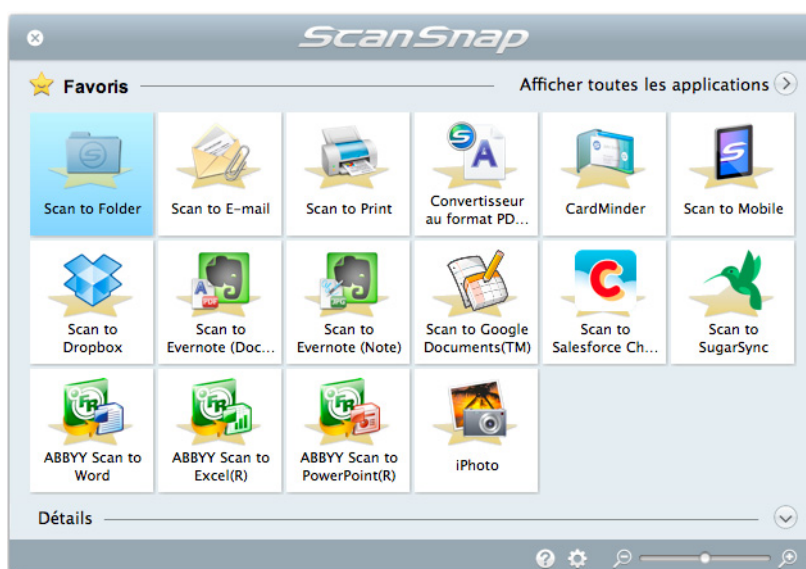 ScanSnap
Favoris
Afficher toutes les applications
Scan to Folder
Scan to E-mail
Scan to Print
Convertisseur
au format PD...
CardMinder
Scan to Mobile
Scan to
Dropbox
Scan to
Evernote (Doc...
Scan to
Evernote (Note)
Scan to Google
Documents(TM)
Scan to
Salesforce Ch...
Scan to
SugarSync
ABBYY Scan to
Word
ABBYY Scan to
Excel(R)
ABBYY Scan to
PowerPoint(R)
iPhoto
Détails